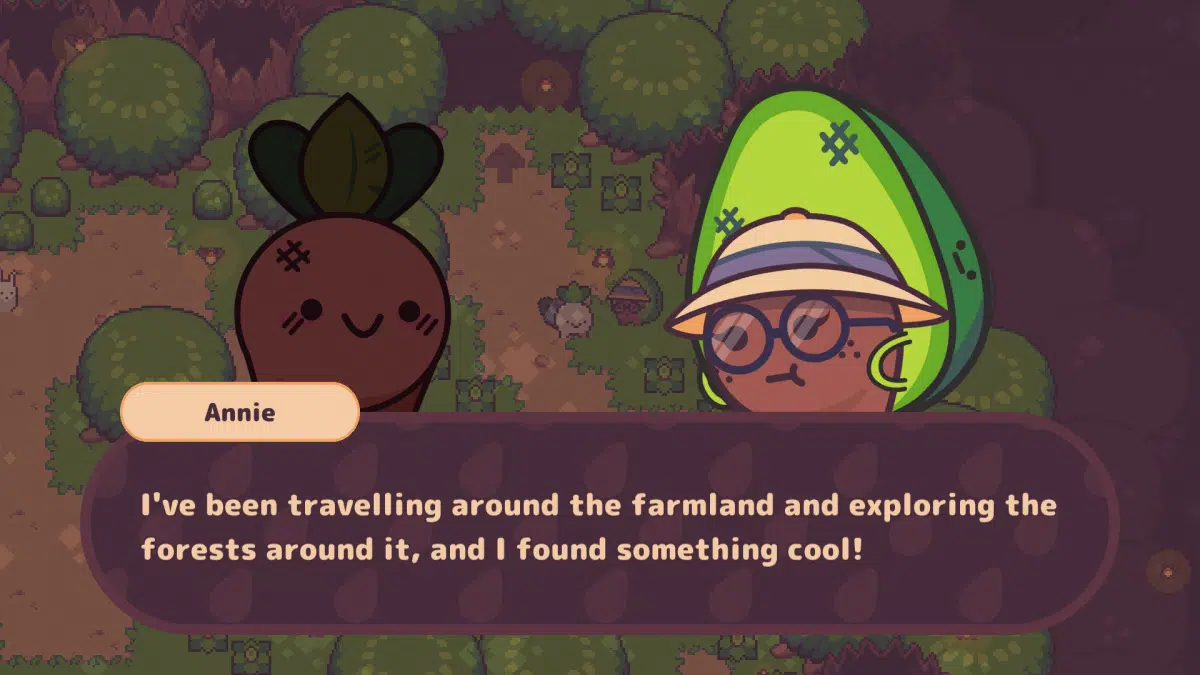 Annie
I've been travelling around the farmland and exploring the
forests around it, and I found something cool!